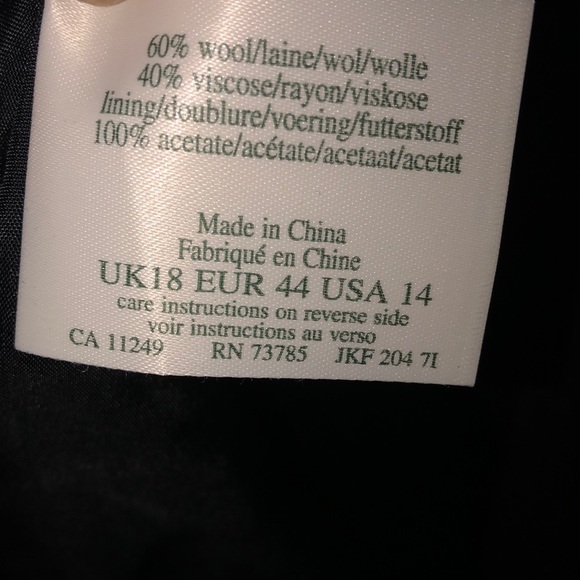 60% wool/laine/wol/wolle
40% viscose/rayon/viskose
lining/doublure/voering/futterstoff
100% acetate/acétate/acetaat/acetat
Made in China
Fabriqué en Chine
UK18 EUR 44 USA 14
care instructions on reverse side
voir instructions au verso
CA 11249 RN 73785 JKF 204 7I